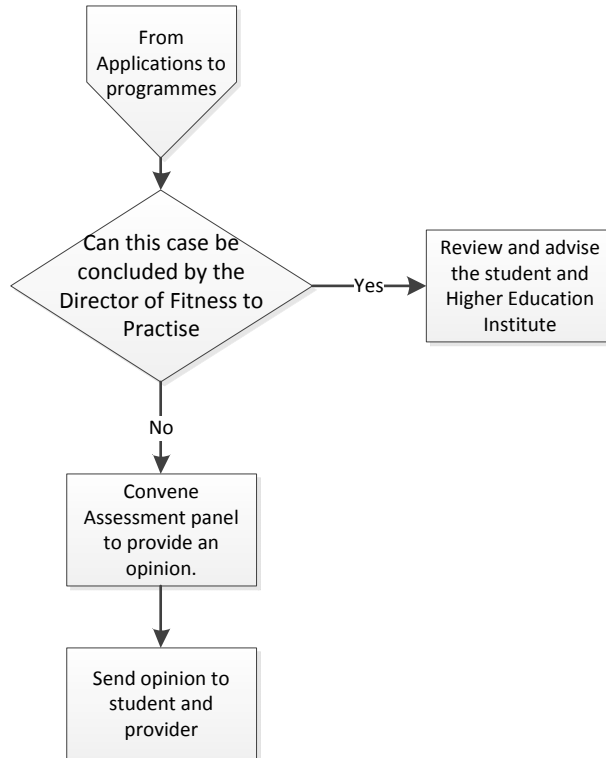 From
Applications to
programmes
Can this case be
concluded by the
Director of Fitness to
Practise
Yes
Review and advise
the student and
Higher Education
Institute
No
Convene
Assessment panel
to provide an
opinion.
Send opinion to
student and
provider